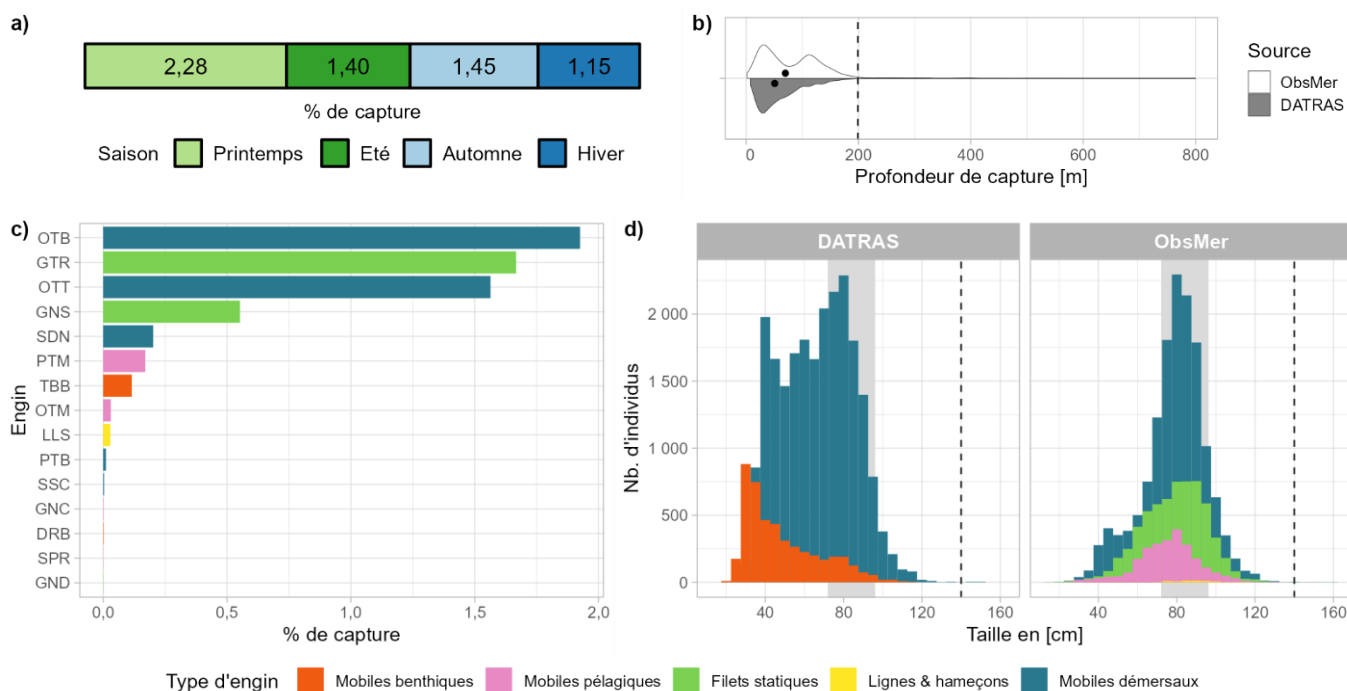 a)
2,28 1,40 1,45 1,15
% de capture
Saison Printemps Eté Automne Hiver
b)
0 200 400 600 800
Profondeur de capture [m]
Source
ObsMer
DATRAS
c)
Engin
OTB
GTR
OTT
GNS
SDN
PTM
TBB
OTM
LLS
PTB
SSC
GNC
DRB
SPR
GND
0,0 0,5 1,0 1,5 2,0
% de capture
d)
DATRAS ObsMer
Nb. d'individus
2 000
1 500
1 000
500
0
40 80 120 160 40 80 120 160
Taille en [cm]
Type d'engin Mobiles benthiques Mobiles pélagiques Filets statiques Lignes & hameçons Mobiles démersaux